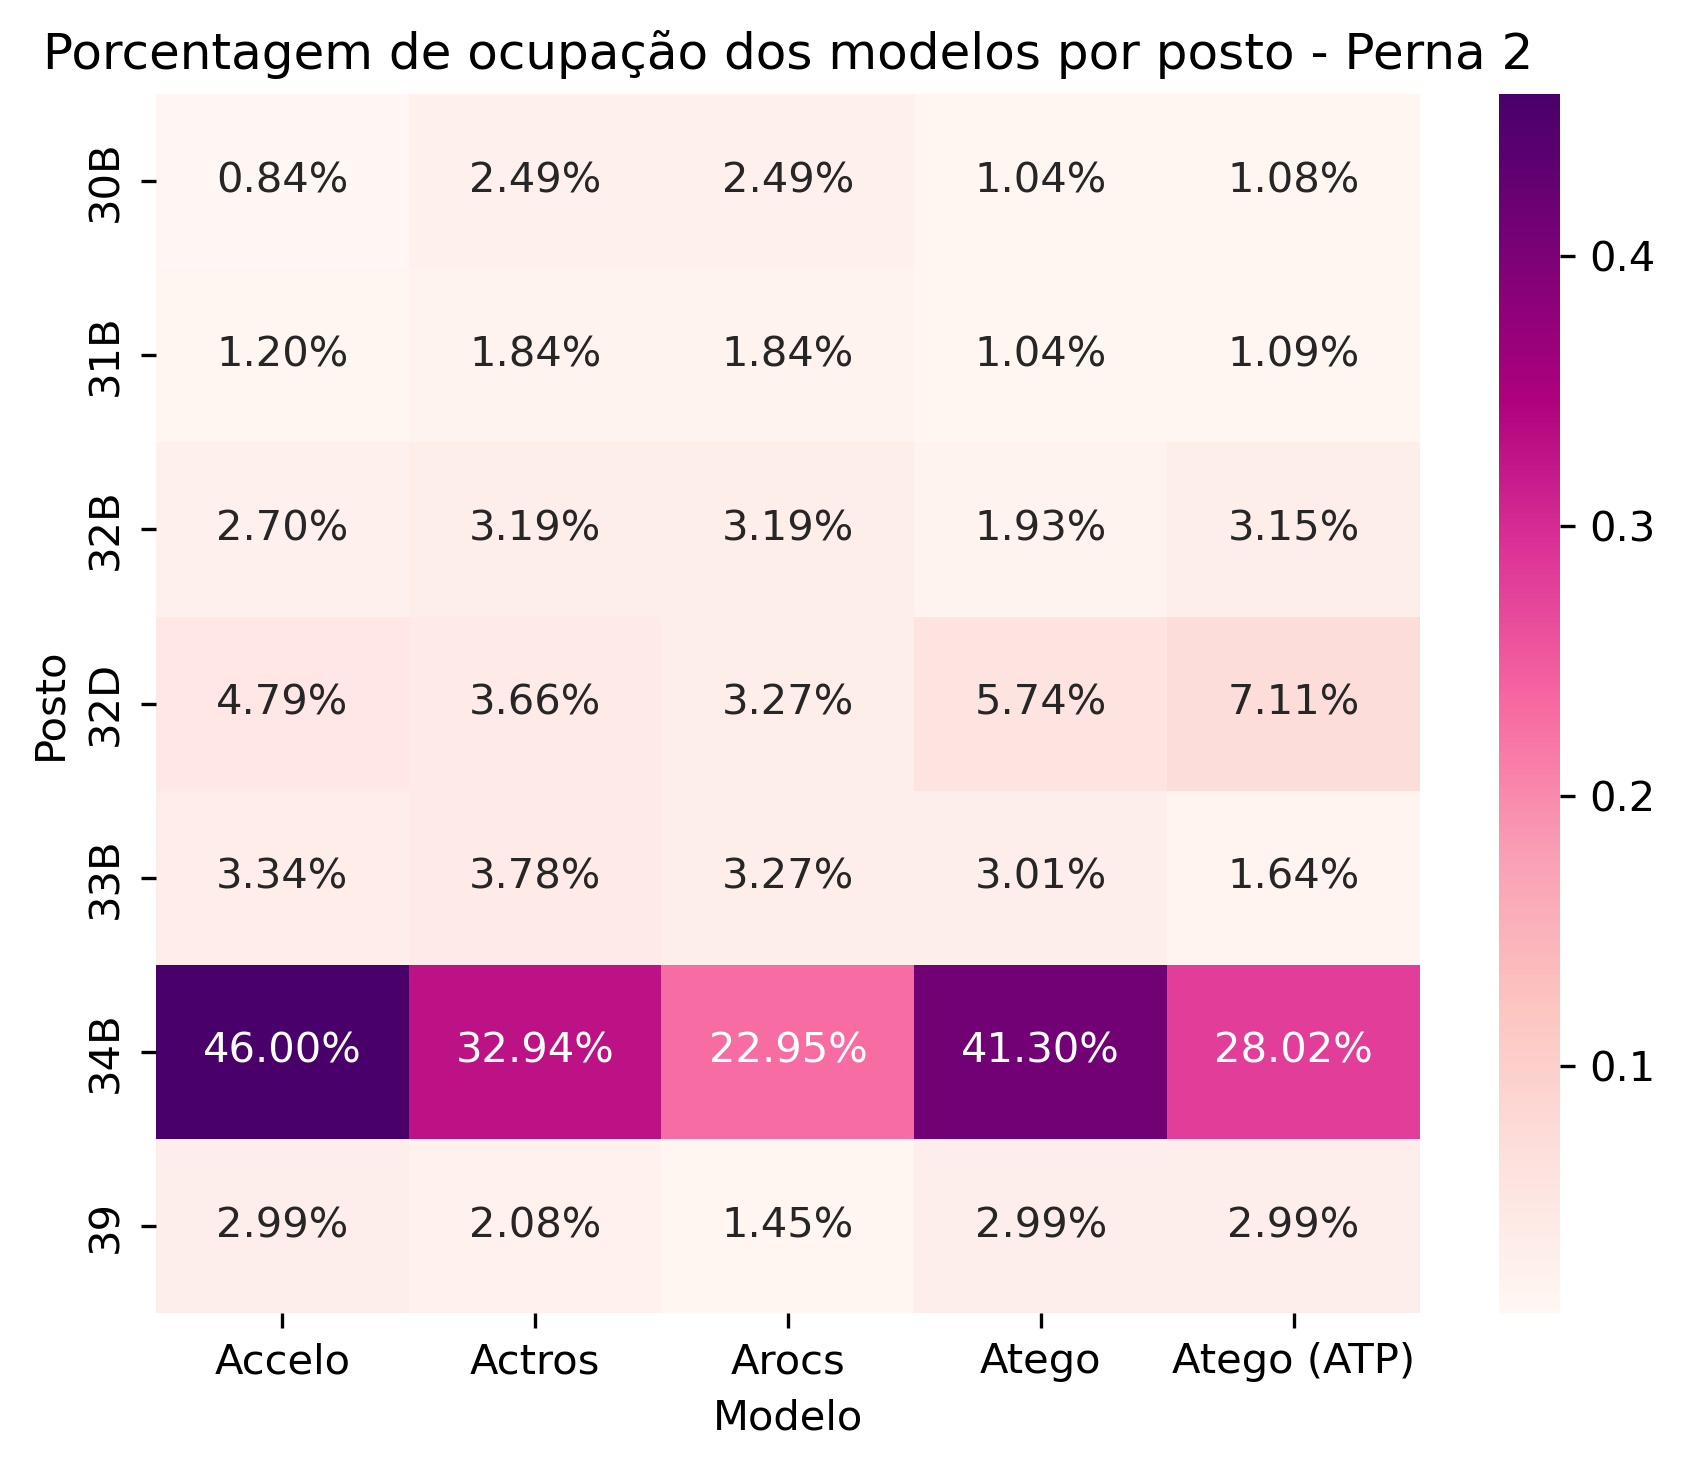 Porcentagem de ocupação dos modelos por posto - Perna 2
30B 0.84% 2.49% 2.49% 1.04% 1.08%
31B 1.20% 1.84% 1.84% 1.04% 1.09%
32B 2.70% 3.19% 3.19% 1.93% 3.15%
32D 4.79% 3.66% 3.27% 5.74% 7.11%
33B 3.34% 3.78% 3.27% 3.01% 1.64%
34B 46.00% 32.94% 22.95% 41.30% 28.02%
39 2.99% 2.08% 1.45% 2.99% 2.99%
Posto
Accelo Actros Arocs Atego Atego (ATP)
Modelo
0.4
0.3
0.2
0.1